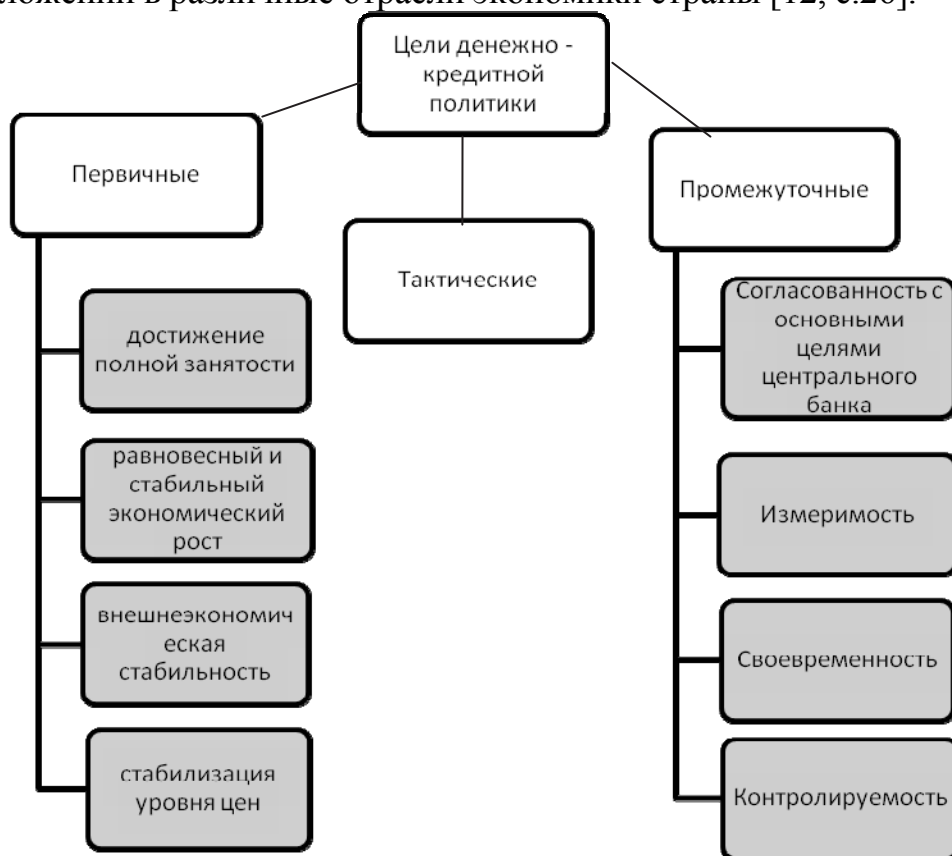 ложений в различные отрасли экономики страны [12, с.26].
Цели денежно -
кредитной
политики
Первичные
Тактические
Промежуточные
достижение
полной занятости
равновесный и
стабильный
экономический
рост
внешнеэкономич
еская
стабильность
стабилизация
уровня цен
Согласованность с
основными
целями
центрального
банка
Измеримость
Своевременность
Контролируемость